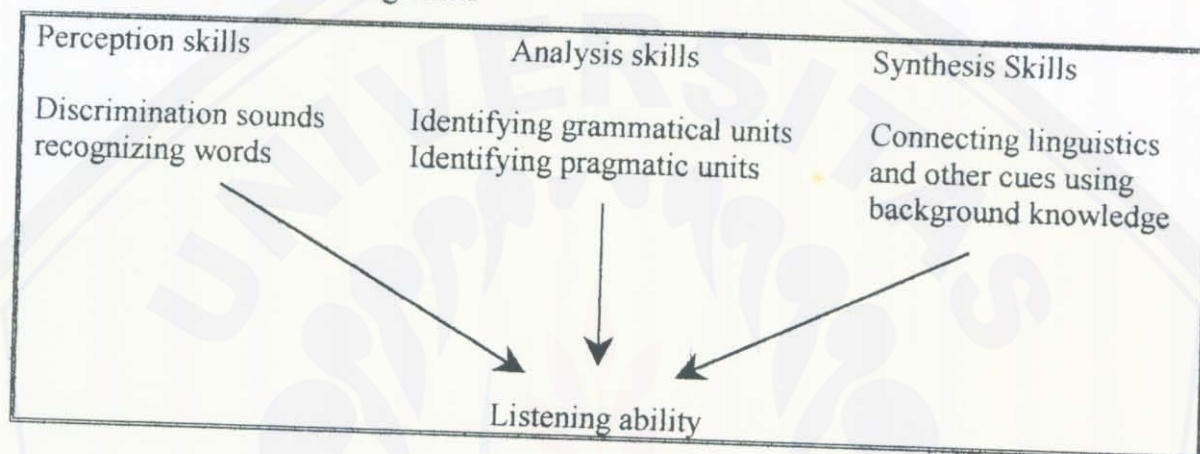 Perception skills
Discrimination sounds
recognizing words
Analysis skills
Identifying grammatical units
Identifying pragmatic units
Synthesis Skills
Connecting linguistics
and other cues using
background knowledge
Listening ability
UNIVERSITAS